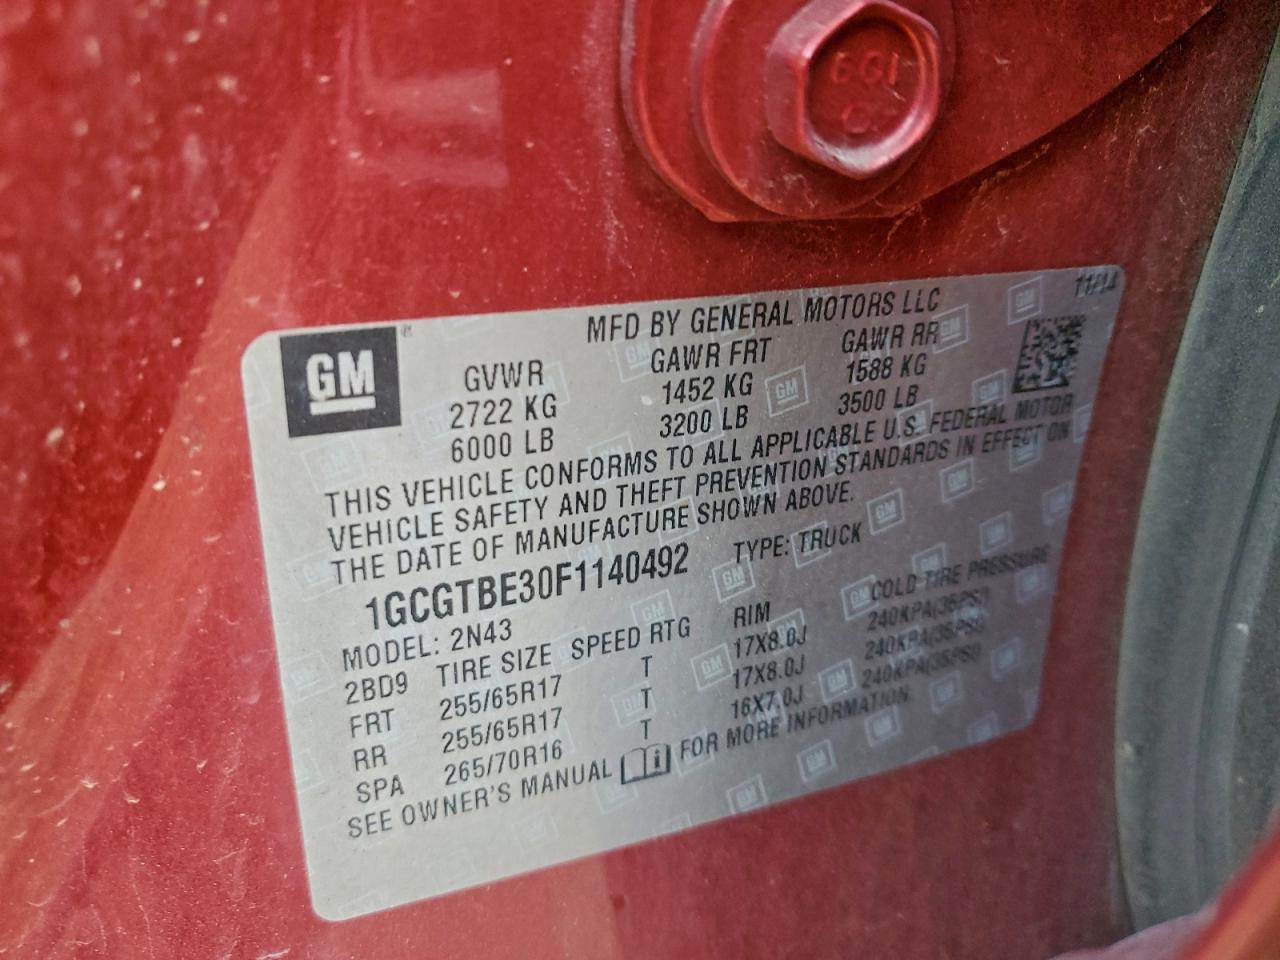 11/14
MFD BY GENERAL MOTORS LLC
GM
GVWR GAWR FRT GAWR RR
2722 KG 1452 KG 1588 KG
6000 LB 3200 LB 3500 LB
THIS VEHICLE CONFORMS TO ALL APPLICABLE U.S. FEDERAL MOTOR
VEHICLE SAFETY AND THEFT PREVENTION STANDARDS IN EFFECT ON
THE DATE OF MANUFACTURE SHOWN ABOVE.
1GCGTBE30F1140492 TYPE: TRUCK
MODEL: 2N43
2BD9 TIRE SIZE SPEED RTG RIM COLD TIRE PRESSURE
FRT 255/65R17 T 17X8.0J 240KPA(35PSI)
RR 255/65R17 T 17X8.0J 240KPA(35PSI)
SPA 265/70R16 T 16X7.0J 240KPA(35PSI)
SEE OWNER'S MANUAL FOR MORE INFORMATION.